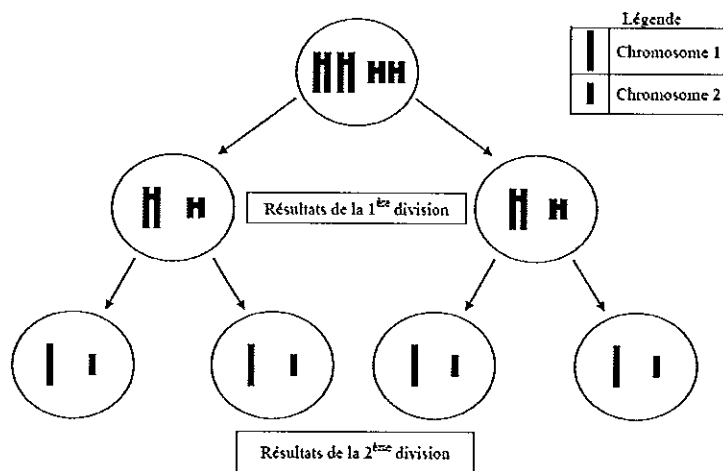 Légende
Chromosome 1
Chromosome 2
Résultats de la 1ère division
Résultats de la 2ème division